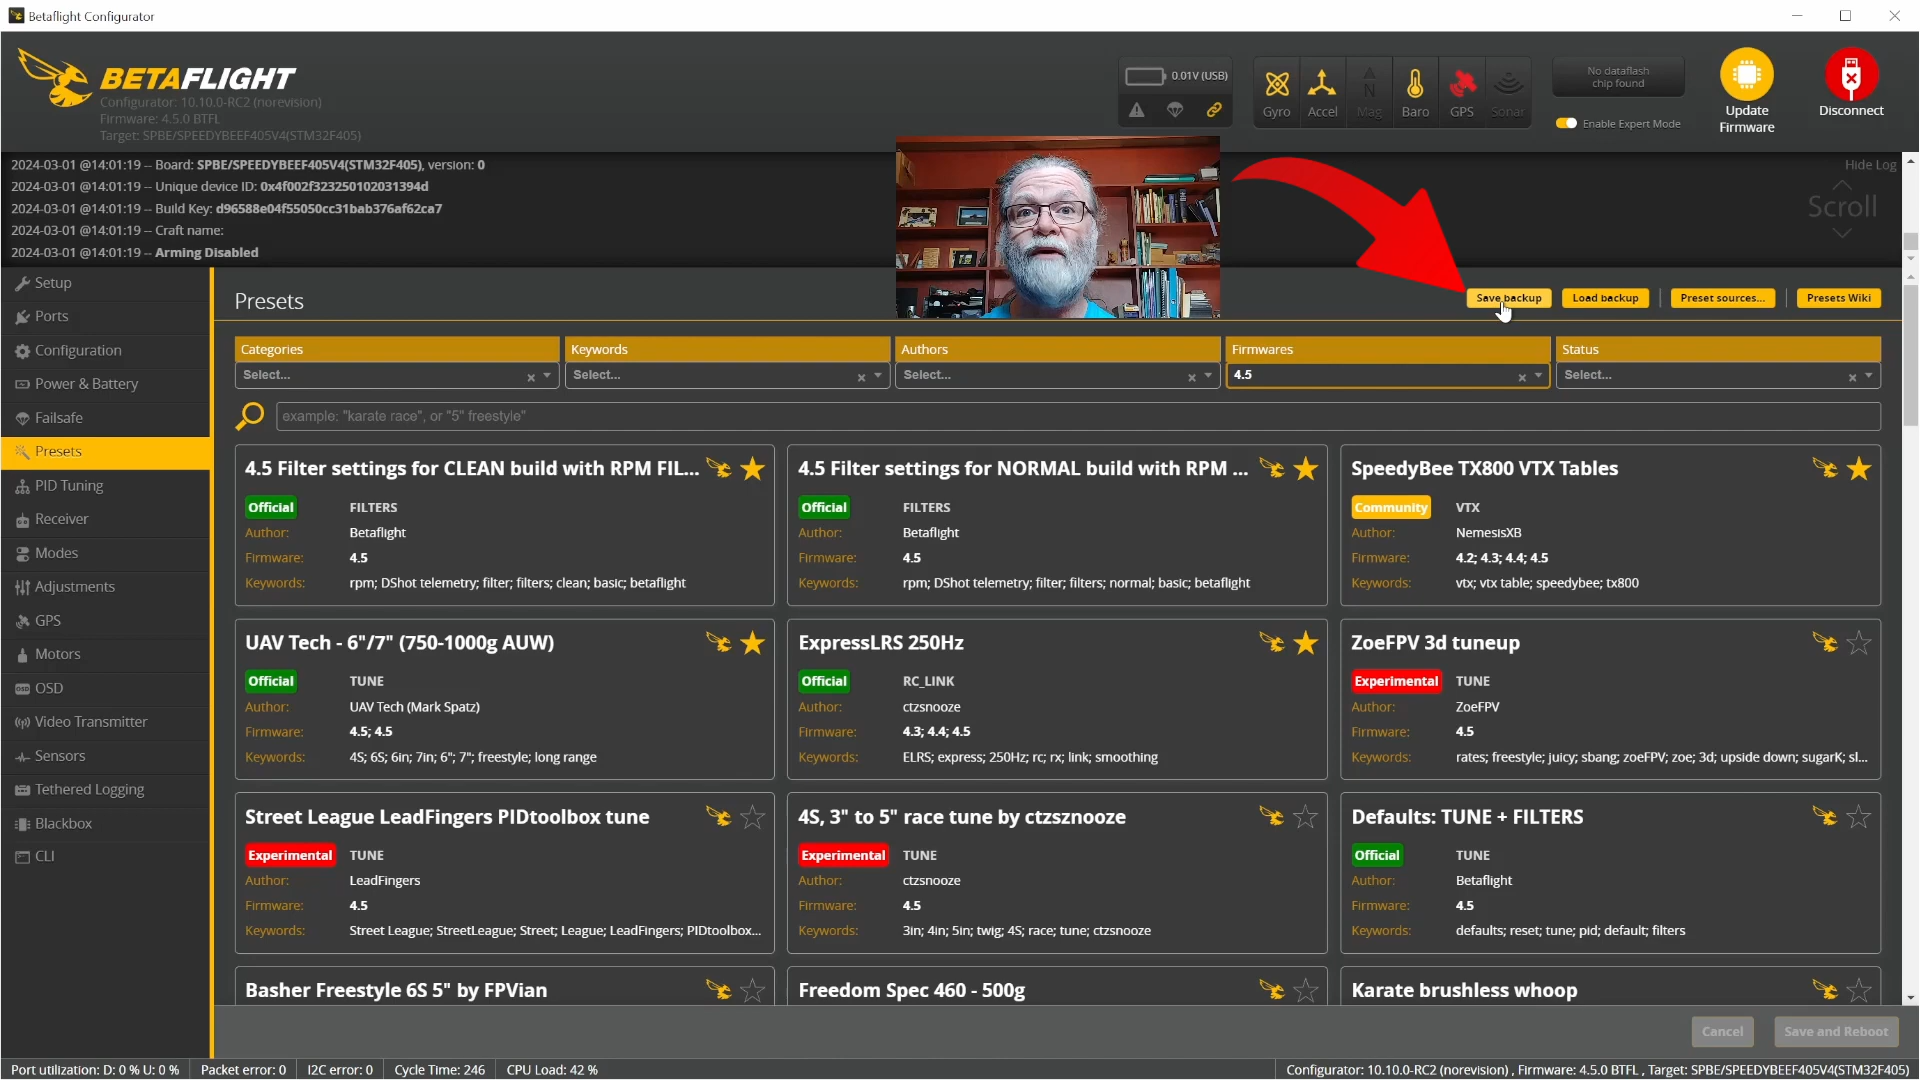 Betaflight Configurator
BETAFLIGHT
Configurator: 10.10.0-RC2 (norevision)
Firmware: 4.5.0 BTFL
Target: SPBE/SPEEDYBEEF405V4(STM32F405)
0.01V (USB)
Gyro
Accel
Mag
Baro
GPS
Sonar
No dataflash
chip found
Enable Expert Mode
Update
Firmware
Disconnect
2024-03-01 @14:01:19 -- Board: SPBE/SPEEDYBEEF405V4(STM32F405), version: 0
2024-03-01 @14:01:19 -- Unique device ID: 0x4f002f323250102031394d
2024-03-01 @14:01:19 -- Build Key: d96588e04f55050cc31bab376af62ca7
2024-03-01 @14:01:19 -- Craft name:
2024-03-01 @14:01:19 -- Arming Disabled
Hide Log
Scroll
Setup
Ports
Configuration
Power & Battery
Failsafe
Presets
PID Tuning
Receiver
Modes
Adjustments
GPS
Motors
OSD
Video Transmitter
Sensors
Tethered Logging
Blackbox
CLI
Presets
Save backup
Load backup
Preset sources...
Presets Wiki
Categories
Keywords
Authors
Firmwares
Status
Select...
Select...
Select...
4.5
Select...
example: "karate race", or "5" freestyle"
4.5 Filter settings for CLEAN build with RPM FIL...
Official FILTERS
Author: Betaflight
Firmware: 4.5
Keywords: rpm; DShot telemetry; filter; filters; clean; basic; betaflight
4.5 Filter settings for NORMAL build with RPM ...
Official FILTERS
Author: Betaflight
Firmware: 4.5
Keywords: rpm; DShot telemetry; filter; filters; normal; basic; betaflight
SpeedyBee TX800 VTX Tables
Community VTX
Author: NemesisXB
Firmware: 4.2; 4.3; 4.4; 4.5
Keywords: vtx; vtx table; speedybee; tx800
UAV Tech - 6"/7" (750-1000g AUW)
Official TUNE
Author: UAV Tech (Mark Spatz)
Firmware: 4.5; 4.5
Keywords: 4S; 6S; 6in; 7in; 6"; 7"; freestyle; long range
ExpressLRS 250Hz
Official RC_LINK
Author: ctzsnooze
Firmware: 4.3; 4.4; 4.5
Keywords: ELRS; express; 250Hz; rc; rx; link; smoothing
ZoeFPV 3d tuneup
Experimental TUNE
Author: ZoeFPV
Firmware: 4.5
Keywords: rates; freestyle; juicy; sbang; zoeFPV; zoe; 3d; upside down; sugarK; sl...
Street League LeadFingers PIDtoolbox tune
Experimental TUNE
Author: LeadFingers
Firmware: 4.5
Keywords: Street League; StreetLeague; Street; League; LeadFingers; PIDtoolbox...
4S, 3" to 5" race tune by ctzsznooze
Experimental TUNE
Author: ctzsnooze
Firmware: 4.5
Keywords: 3in; 4in; 5in; twig; 4S; race; tune; ctzsnooze
Defaults: TUNE + FILTERS
Official TUNE
Author: Betaflight
Firmware: 4.5
Keywords: defaults; reset; tune; pid; default; filters
Basher Freestyle 6S 5" by FPVian
Freedom Spec 460 - 500g
Karate brushless whoop
Cancel
Save and Reboot
Port utilization: D: 0 % U: 0 %
Packet error: 0
I2C error: 0
Cycle Time: 246
CPU Load: 42 %
Configurator: 10.10.0-RC2 (norevision) , Firmware: 4.5.0 BTFL , Target: SPBE/SPEEDYBEEF405V4(STM32F405)